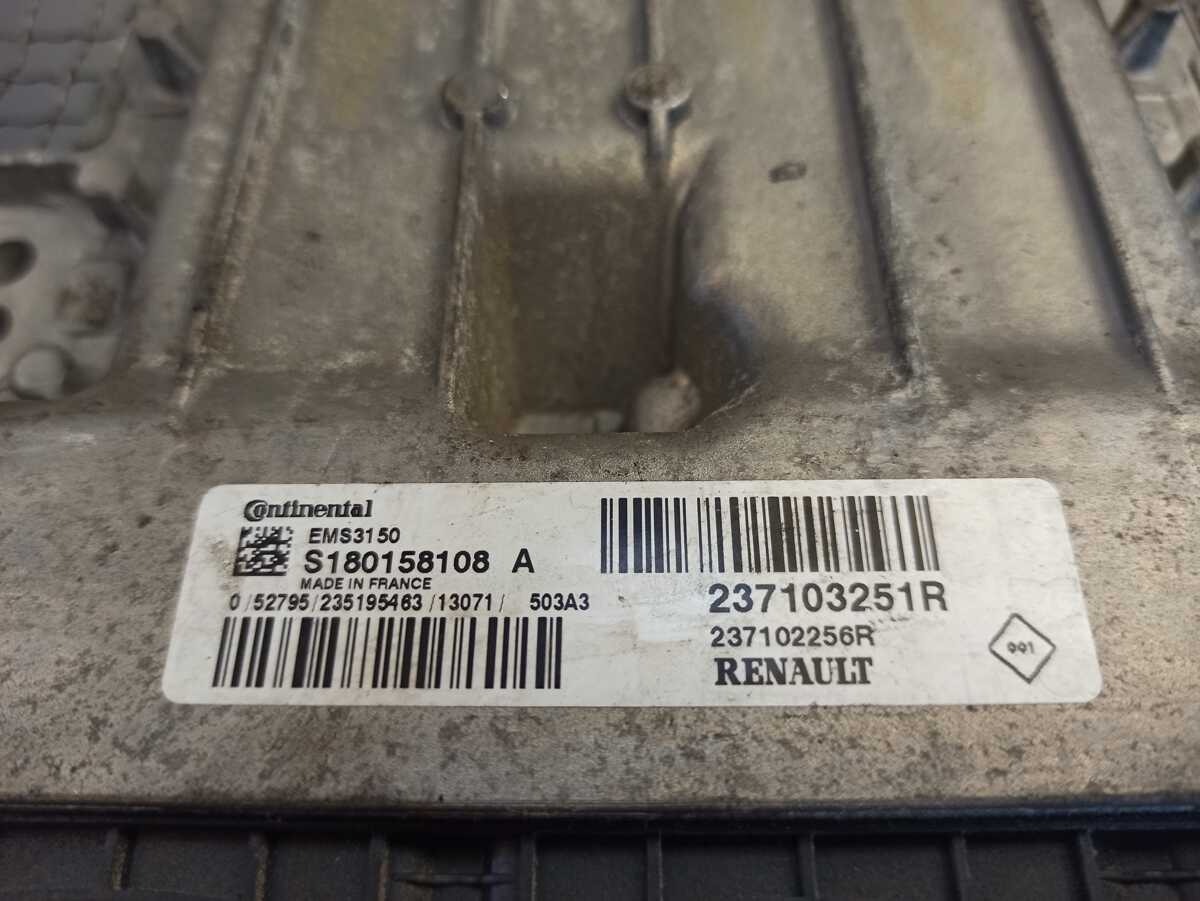 Continental
EMS3150
S180158108 A
MADE IN FRANCE
0/52795/235195463/13071/ 503A3
237103251R
237102256R
RENAULT
001